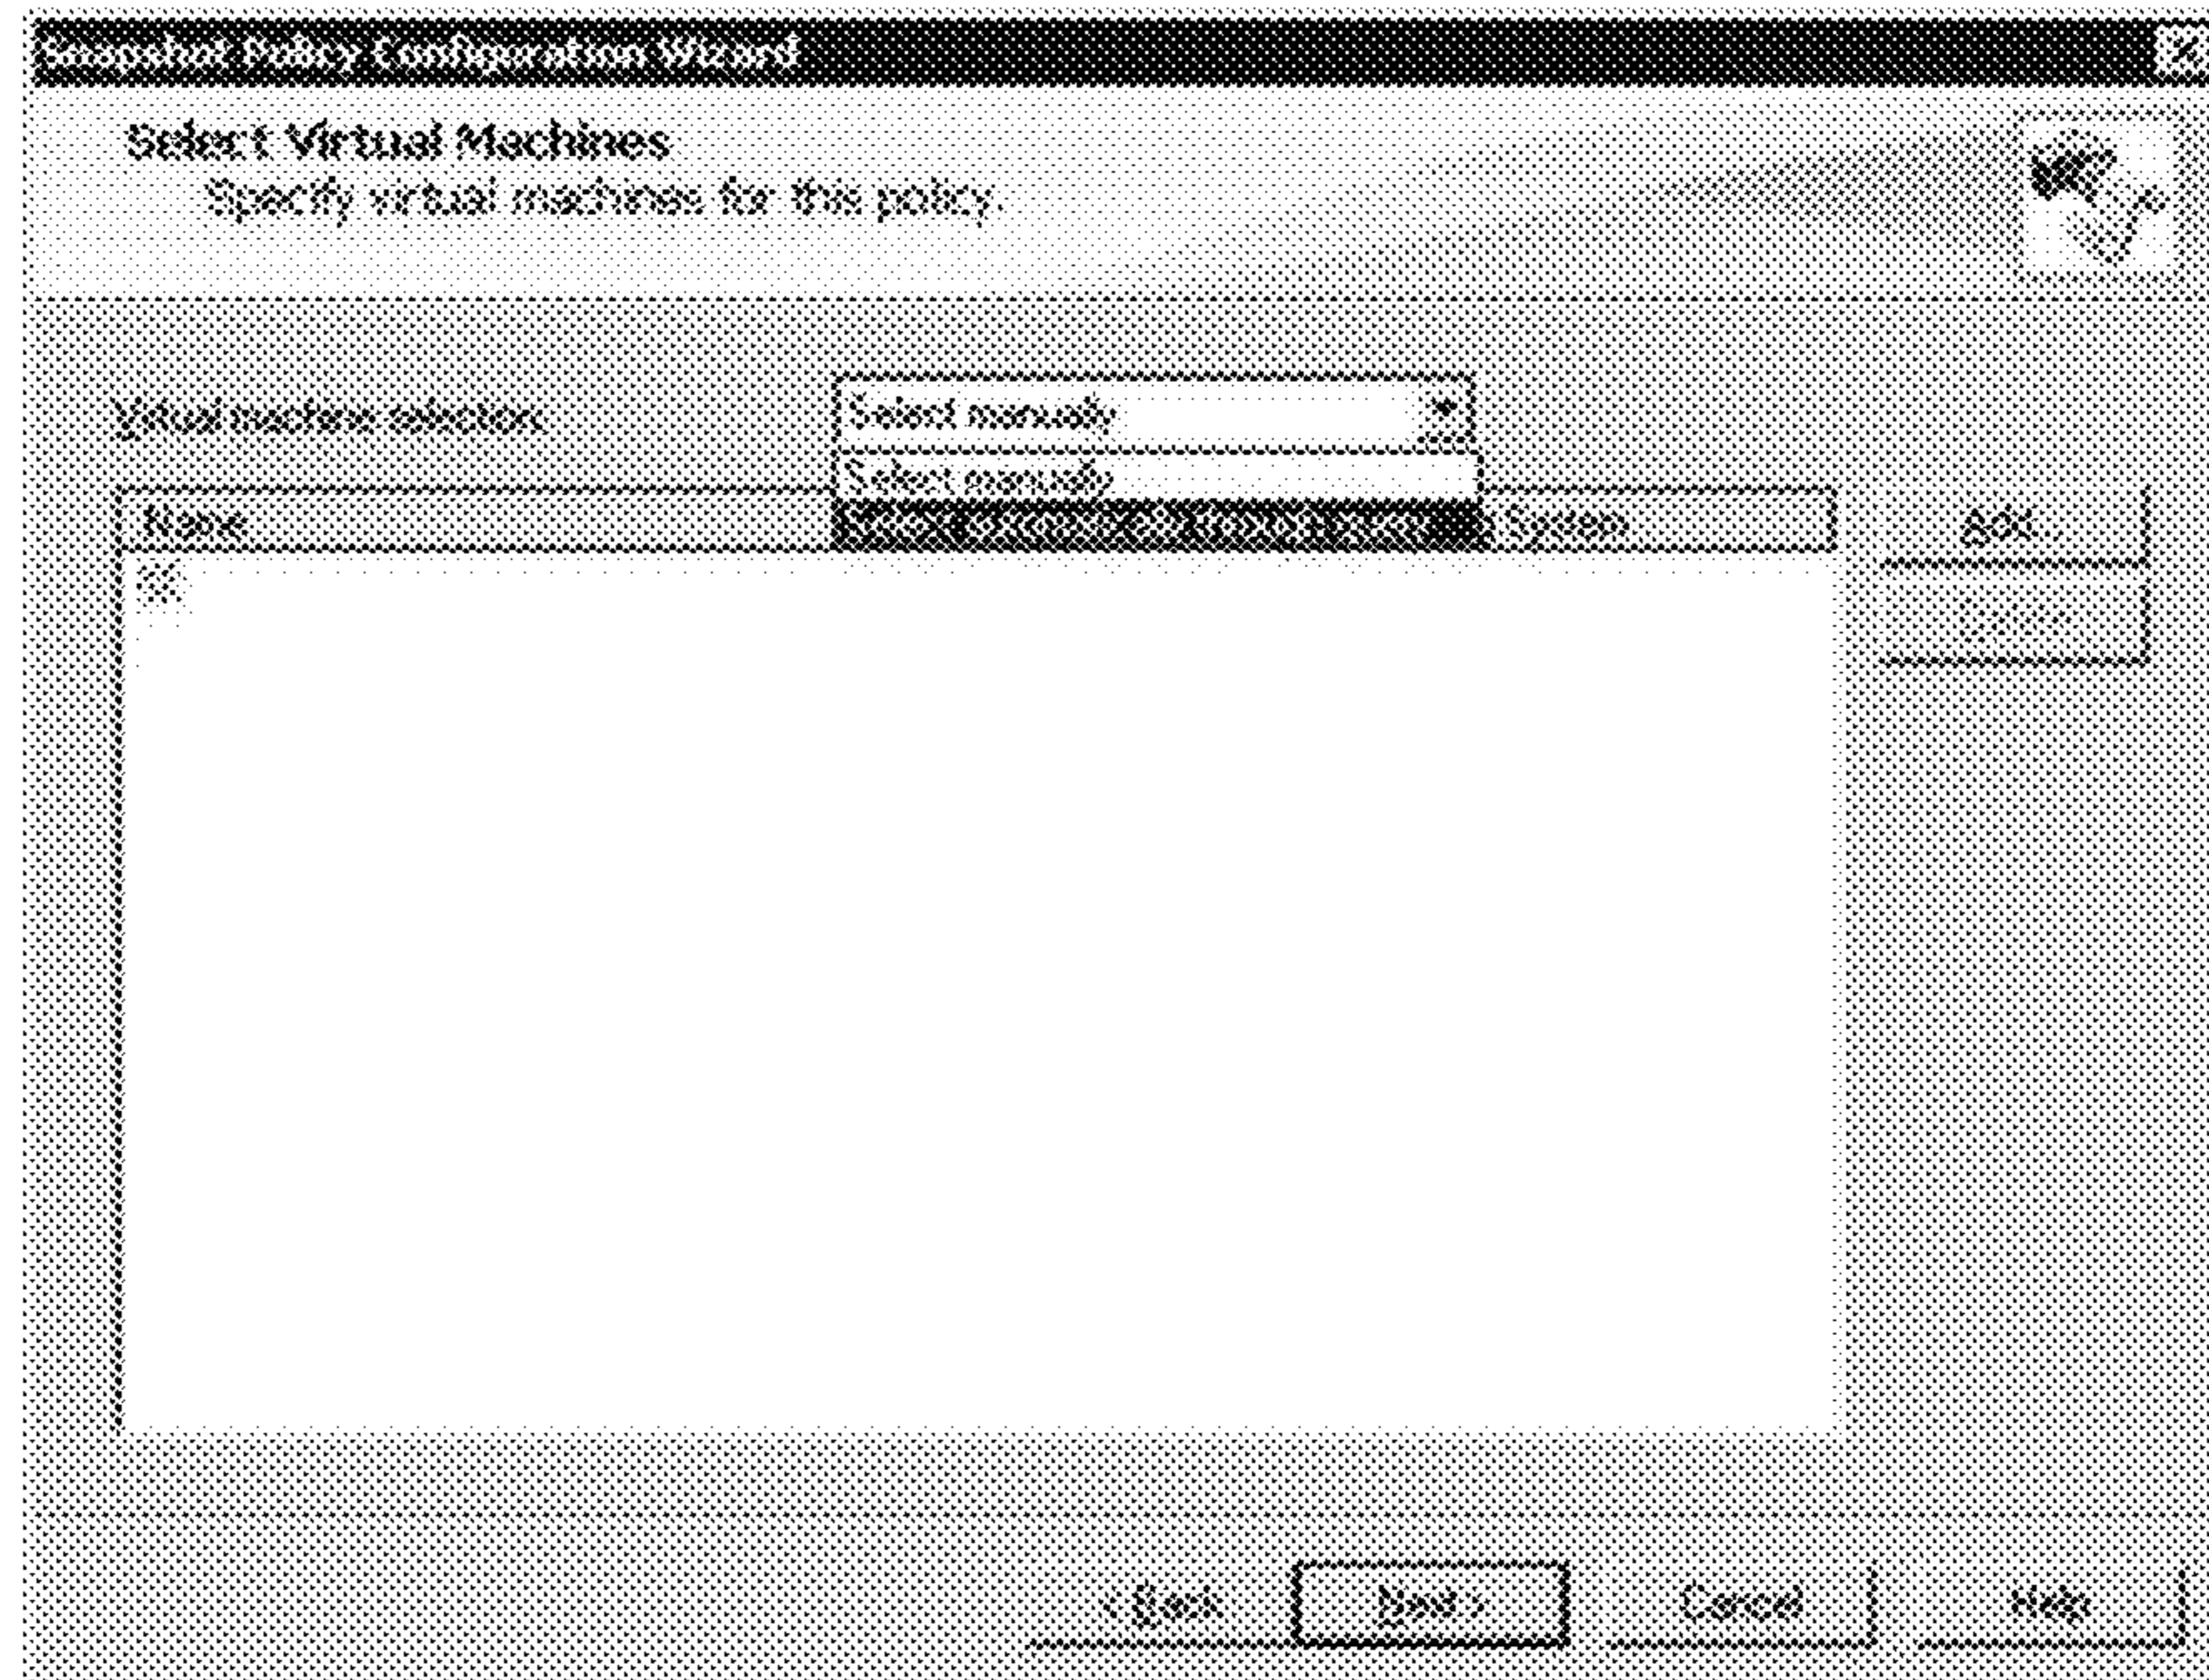 Snapshot Policy Configuration Wizard
Select Virtual Machines
Specify virtual machines for this policy.
Virtual machine selection:
Select manually
Select manually
Name
System
Add...
< Back
Next >
Cancel
Help